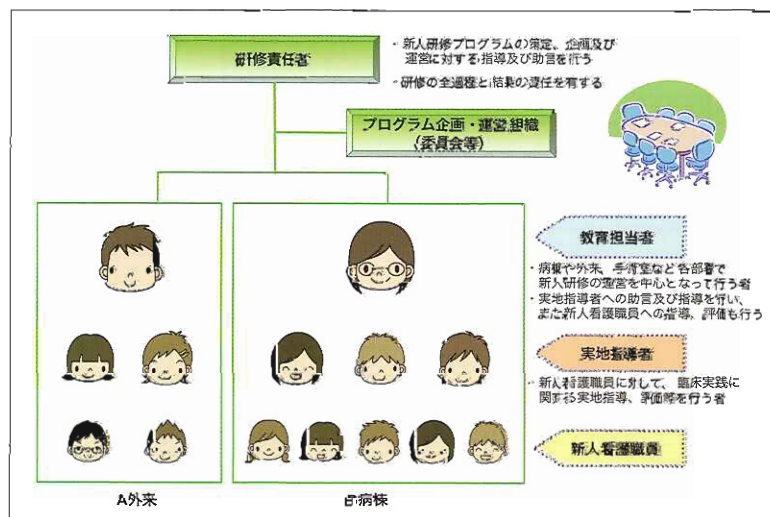 研修責任者
・新人研修プログラムの策定、企画及び
運営に対する指導及び助言を行う
・研修の全過程と結果の責任を有する
プログラム企画・運営組織
(委員会等)
教育担当者
・病棟や外来、手術室など各部署で
新人研修の運営を中心となって行う者
・実地指導者への助言及び指導を行い、
また新人看護職員への指導、評価も行う
実地指導者
・新人看護職員に対して、臨床実践に
関する実地指導、評価等を行う者
新人看護職員
A外来
B病棟